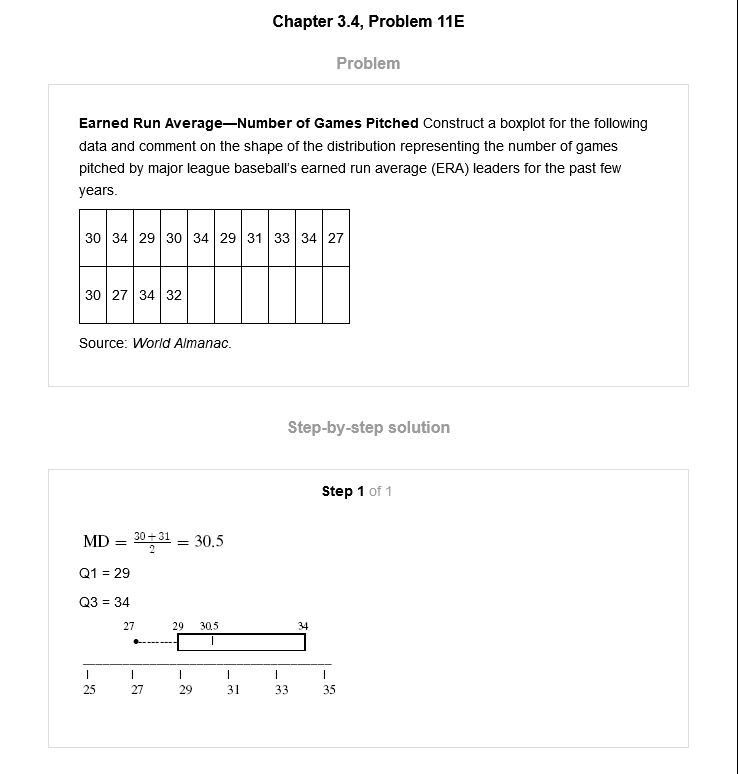 Chapter 3.4, Problem 11E
Problem
Earned Run Average—Number of Games Pitched Construct a boxplot for the following
data and comment on the shape of the distribution representing the number of games
pitched by major league baseball's earned run average (ERA) leaders for the past few
years.
30 34 29 30 34 29 31 33 34 27
30 27 34 32
Source: World Almanac.
Step-by-step solution
Step 1 of 1
MD = 30+31/2 = 30.5
Q1 = 29
Q3 = 34
27 29 30.5 34
25 27 29 31 33 35